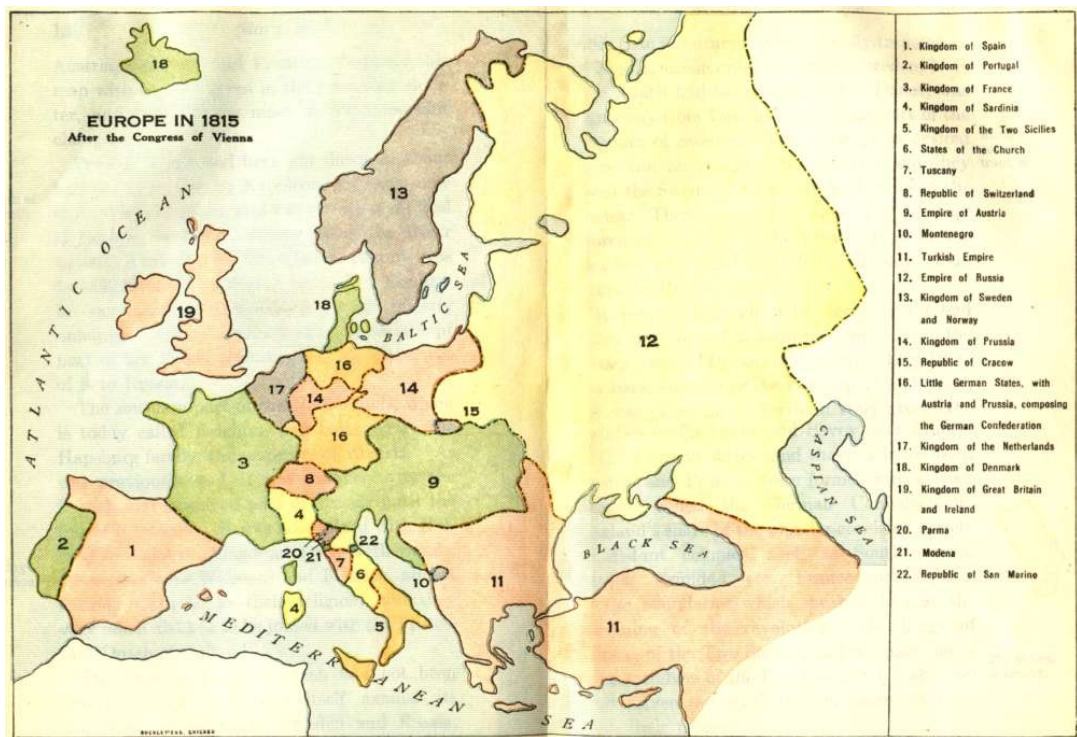 18
EUROPE IN 1815
After the Congress of Vienna
ATLANTIC OCEAN
13
19
18
BALTIC SEA
12
16
17
14
14
15
16
3
8
9
4
CASPIAN SEA
2
1
20
21
22
7
6
10
11
BLACK SEA
4
5
11
MEDITERRANEAN SEA
1. Kingdom of Spain
2. Kingdom of Portugal
3. Kingdom of France
4. Kingdom of Sardinia
5. Kingdom of the Two Sicilies
6. States of the Church
7. Tuscany
8. Republic of Switzerland
9. Empire of Austria
10. Montenegro
11. Turkish Empire
12. Empire of Russia
13. Kingdom of Sweden
and Norway
14. Kingdom of Prussia
15. Republic of Cracow
16. Little German States, with
Austria and Prussia, composing
the German Confederation
17. Kingdom of the Netherlands
18. Kingdom of Denmark
19. Kingdom of Great Britain
and Ireland
20. Parma
21. Modena
22. Republic of San Marino